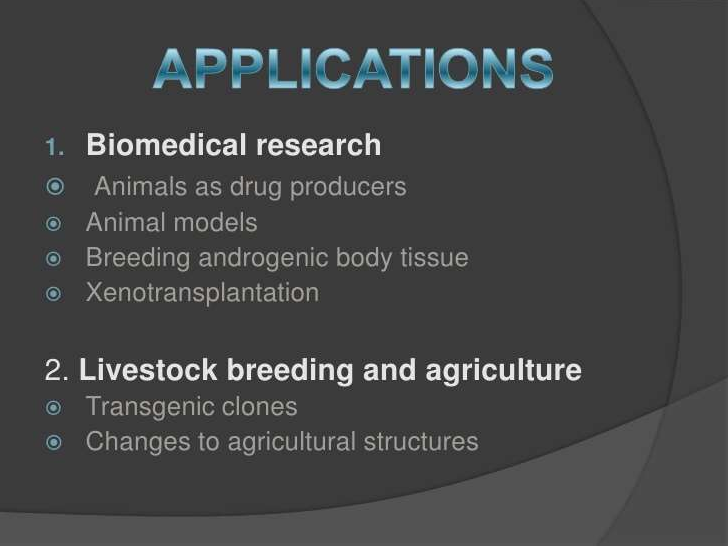 APPLICATIONS
1. Biomedical research
Animals as drug producers
Animal models
Breeding androgenic body tissue
Xenotransplantation
2. Livestock breeding and agriculture
Transgenic clones
Changes to agricultural structures